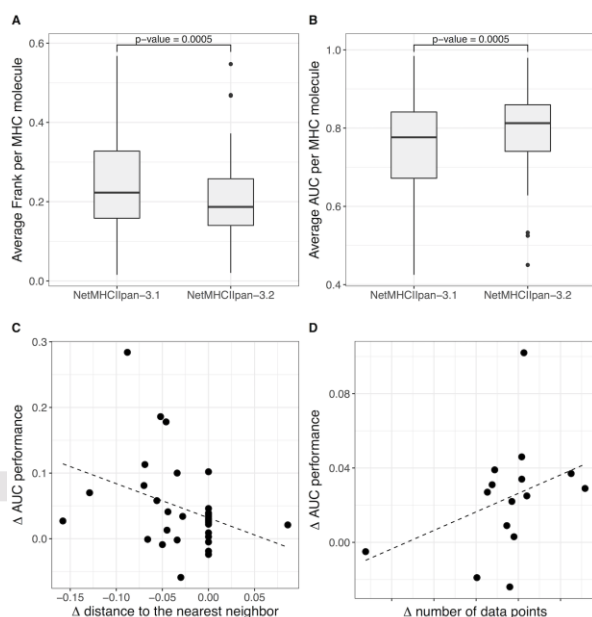 A
p-value = 0.0005
Average Frank per MHC molecule
0.6
0.4
0.2
0.0
NetMHCIIpan-3.1
NetMHCIIpan-3.2
B
p-value = 0.0005
Average AUC per MHC molecule
1.0
0.8
0.6
0.4
NetMHCIIpan-3.1
NetMHCIIpan-3.2
C
Δ AUC performance
0.3
0.2
0.1
0.0
-0.15
-0.10
-0.05
0.00
0.05
Δ distance to the nearest neighbor
D
Δ AUC performance
0.08
0.04
0.00
Δ number of data points